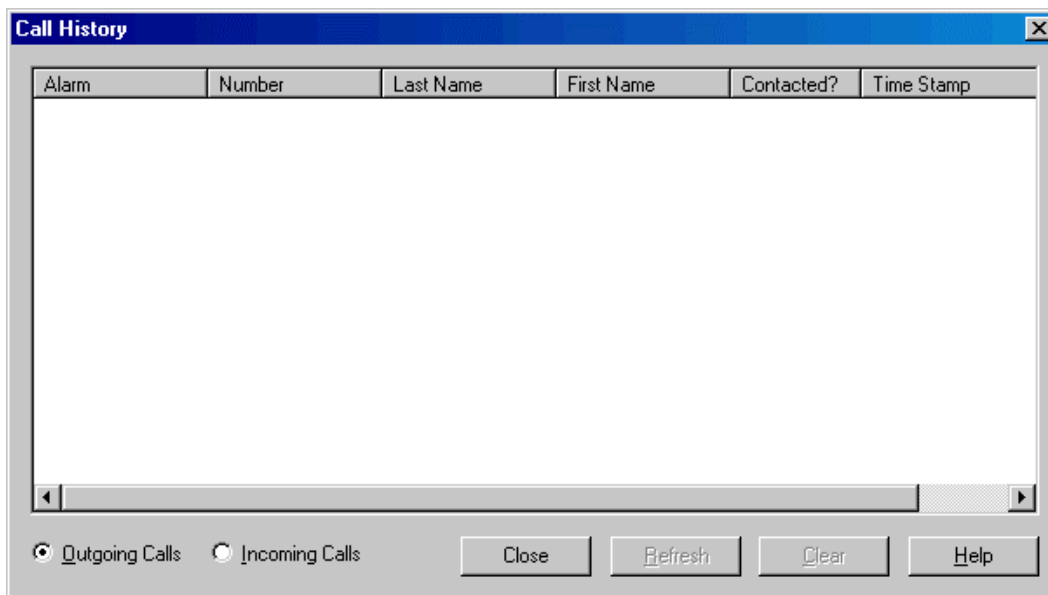 Call History
Alarm Number Last Name First Name Contacted? Time Stamp
Outgoing Calls Incoming Calls Close Refresh Clear Help